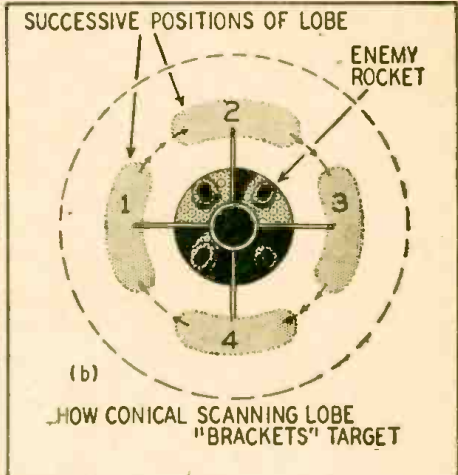 SUCCESSIVE POSITIONS OF LOBE
ENEMY
ROCKET
2
1
3
4
(b)
HOW CONICAL SCANNING LOBE
"BRACKETS" TARGET